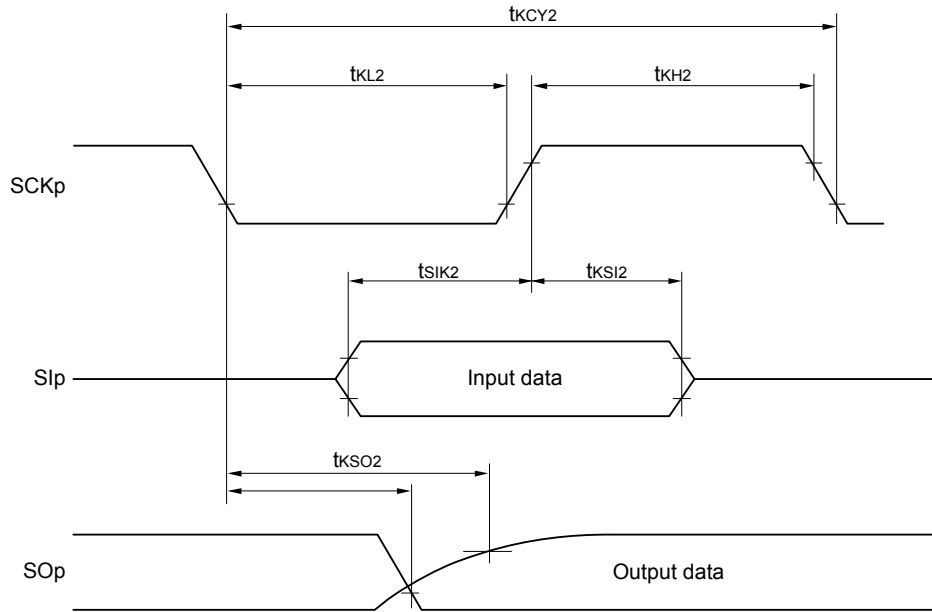 tKCY2
tKL2
tKH2
SCKp
tSIK2
tKSI2
SIp
Input data
tKSO2
SOp
Output data